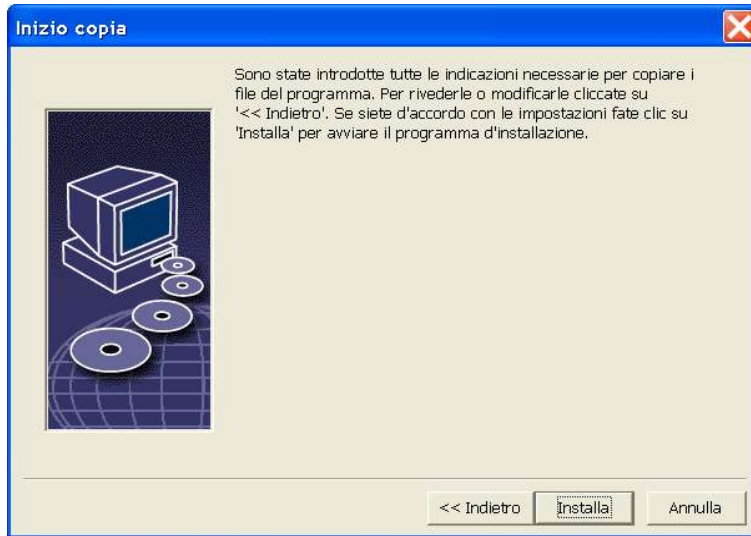 Inizio copia
Sono state introdotte tutte le indicazioni necessarie per copiare i
file del programma. Per rivederle o modificarle cliccate su
'<< Indietro'. Se siete d'accordo con le impostazioni fate clic su
'Installa' per avviare il programma d'installazione.
<< Indietro Installa Annulla